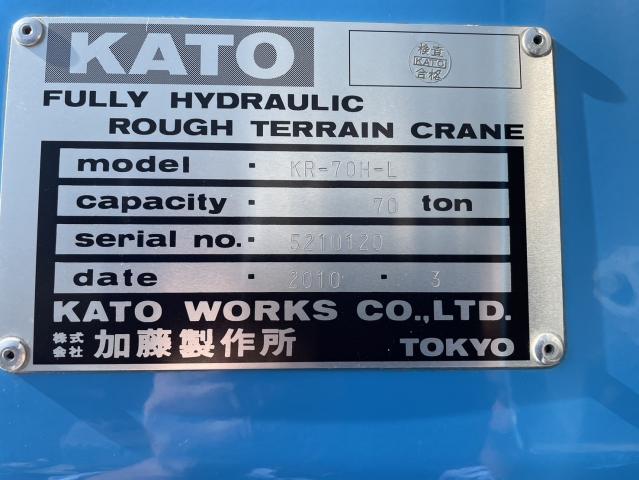 KATO
検査
KATO
合格
FULLY HYDRAULIC
ROUGH TERRAIN CRANE
model · KR-70H-L
capacity · 70 ton
serial no. · 5210120
date · 2010 · 3
KATO WORKS CO.,LTD.
株式会社 加藤製作所 TOKYO